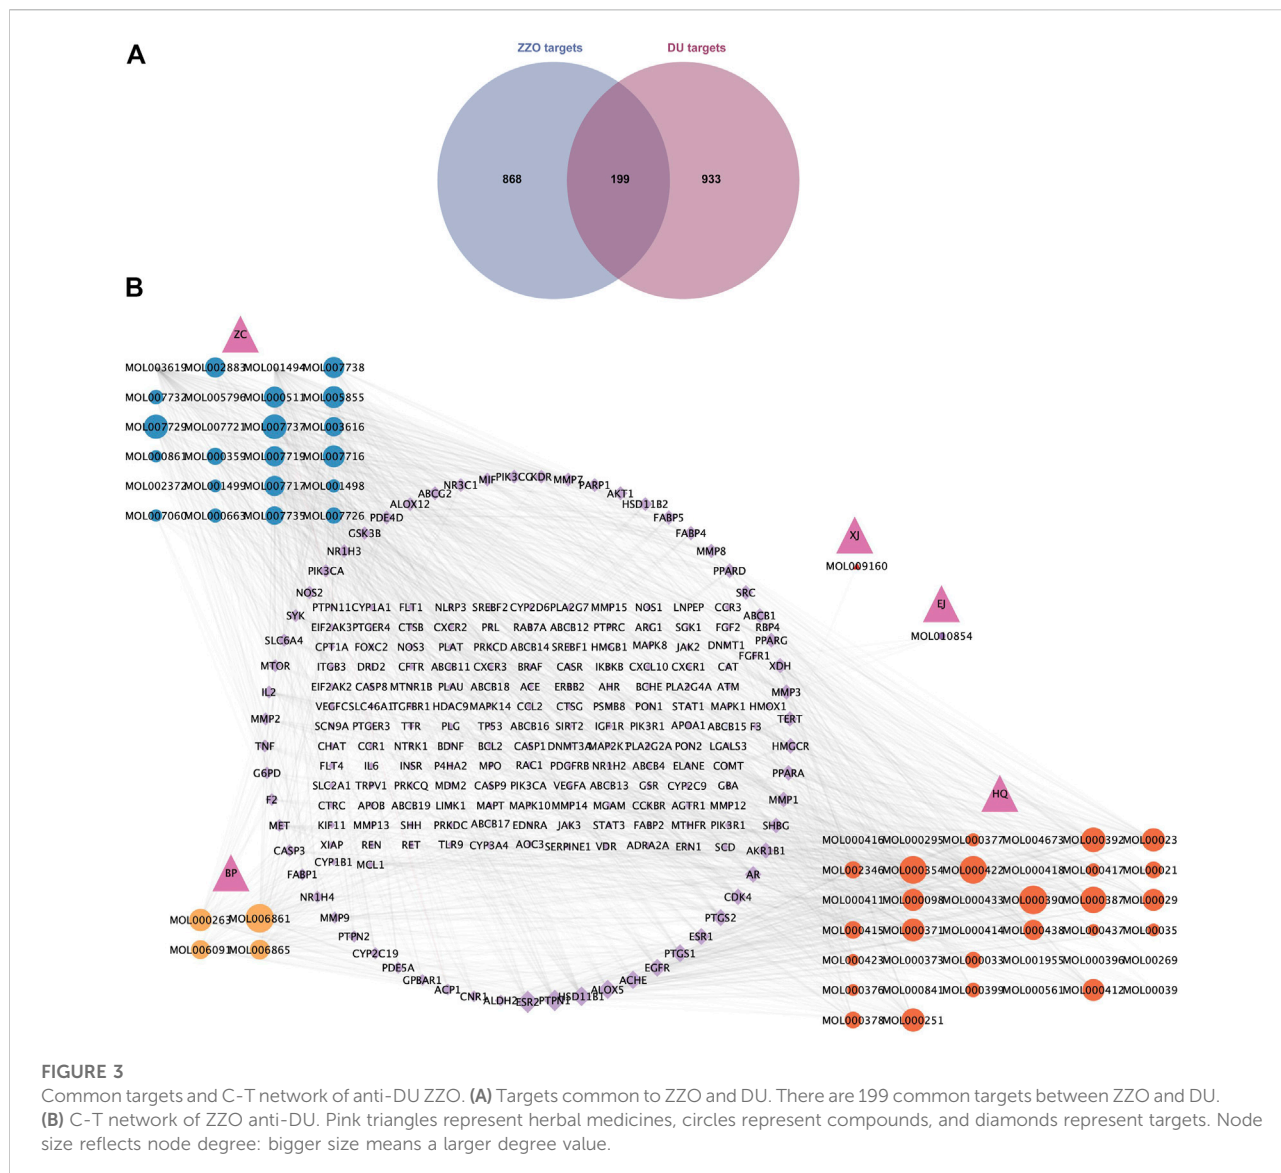 A
ZZO targets
DU targets
868
199
933
B
ZC
MOL003619 MOL002883 MOL001494 MOL007738
MOL007732 MOL005796 MOL000511 MOL005855
MOL007729 MOL007721 MOL007737 MOL003616
MOL000861 MOL000359 MOL007719 MOL007716
MOL002372 MOL001499 MOL007717 MOL001498
MOL007060 MOL000663 MOL007735 MOL007726
MIF PIK3CG KDR MMP7
NR3C1 PARP1
ABCG2 AKT1
ALOX12 HSD11B2
PDE4D FABP5
GSK3B FABP4
NR1H3 MMP8
PIK3CA PPARD
NOS2 SRC
SYK ABCB1
RBP4
SLC6A4 PPARG
FGFR1
MTOR XDH
IL2 MMP3
MMP2 TERT
TNF HMGCR
G6PD PPARA
F2 MMP1
MET SHBG
CASP3 AKR1B1
FABP1 AR
NR1H4 CDK4
MMP9 PTGS2
PTPN2 ESR1
CYP2C19 PTGS1
PDE5A EGFR
GPBAR1 ACHE
ACP1 ALOX5
CNR1 HSD11B1
ALDH2 ESR2 PTPN1
PTPN11 CYP1A1 FLT1 NLRP3 SREBF2 CYP2D6 PLA2G7 MMP15 NOS1 LNPEP CCR3
EIF2AK3 PTGER4 CTSB CXCR2 PRL RAB7A ABCB12 PTPRC ARG1 SGK1 FGF2
CPT1A FOXC2 NOS3 PLAT PRKCD ABCB14 SREBF1 HMGB1 MAPK8 JAK2 DNMT1
ITGB3 DRD2 CFTR ABCB11 CXCR3 BRAF CASR IKBKB CXCL10 CXCR1 CAT
EIF2AK2 CASP8 MTNR1B PLAU ABCB18 ACE ERBB2 AHR BCHE PLA2G4A ATM
VEGFC SLC46A1 TGFBR1 HDAC9 MAPK14 CCL2 CTSG PSMB8 PON1 STAT1 MAPK1 HMOX1
SCN9A PTGER3 TTR PLG TP53 ABCB16 SIRT2 IGF1R PIK3R1 APOA1 ABCB15 F3
CHAT CCR1 NTRK1 BDNF BCL2 CASP1 DNMT3A MAP2K1 PLA2G2A PON2 LGALS3
FLT4 IL6 INSR P4HA2 MPO RAC1 PDGFRB NR1H2 ABCB4 ELANE COMT
SLC2A1 TRPV1 PRKCQ MDM2 CASP9 PIK3CA VEGFA ABCB13 GSR CYP2C9 GBA
CTRC APOB ABCB19 LIMK1 MAPT MAPK10 MMP14 MGAM CCKBR AGTR1 MMP12
KIF11 MMP13 SHH PRKDC ABCB17 EDNRA JAK3 STAT3 FABP2 MTHFR PIK3R1
XIAP REN RET TLR9 CYP3A4 AOC3 SERPINE1 VDR ADRA2A ERN1 SCD
CYP1B1 MCL1
XJ
MOL009160
EJ
MOL010854
BP
MOL000263 MOL006861
MOL006091 MOL006865
HQ
MOL000416 MOL000295 MOL000377 MOL004673 MOL000392 MOL00023
MOL002346 MOL000354 MOL000422 MOL000418 MOL000417 MOL00021
MOL000411 MOL000098 MOL000433 MOL000390 MOL000387 MOL00029
MOL000415 MOL000371 MOL000414 MOL000438 MOL000437 MOL00035
MOL000423 MOL000373 MOL000033 MOL001955 MOL000396 MOL00269
MOL000376 MOL000841 MOL000399 MOL000561 MOL000412 MOL00039
MOL000378 MOL000251
FIGURE 3
Common targets and C-T network of anti-DU ZZO. (A) Targets common to ZZO and DU. There are 199 common targets between ZZO and DU.
(B) C-T network of ZZO anti-DU. Pink triangles represent herbal medicines, circles represent compounds, and diamonds represent targets. Node
size reflects node degree: bigger size means a larger degree value.